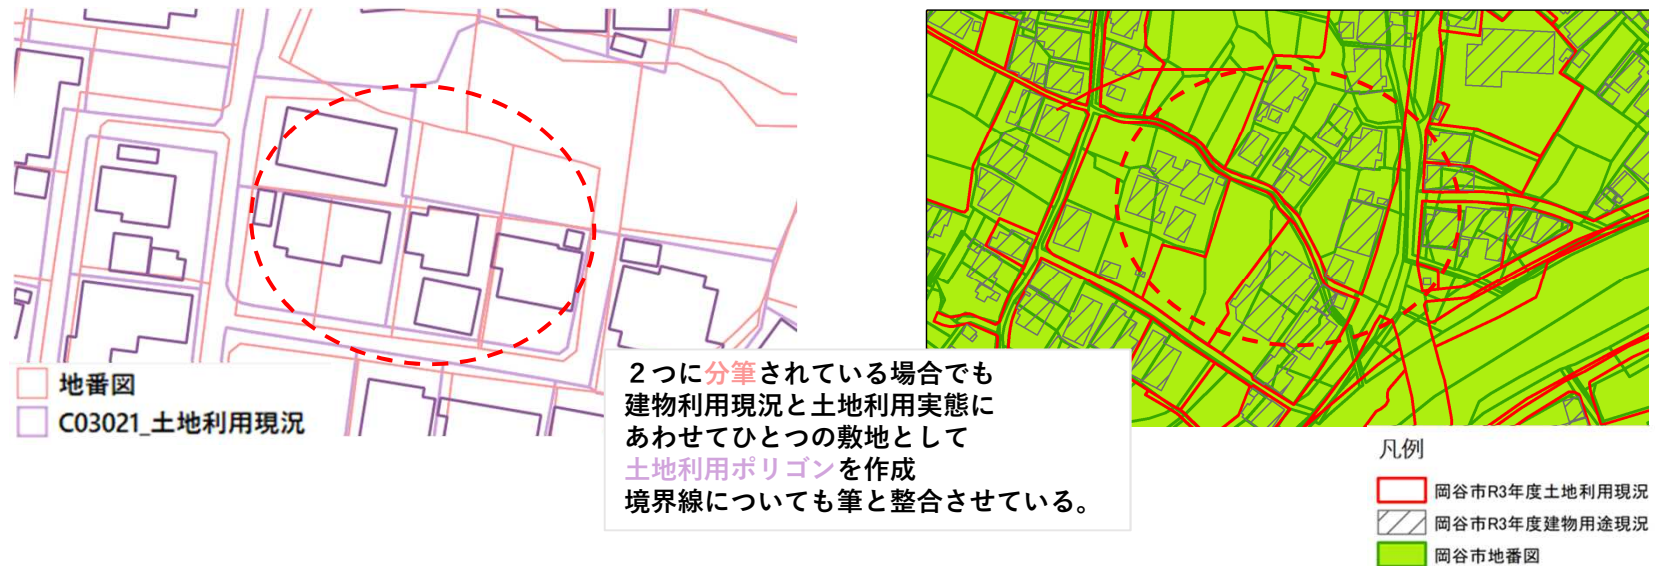 地番図
C03021_土地利用現況
２つに分筆されている場合でも
建物利用現況と土地利用実態に
あわせてひとつの敷地として
土地利用ポリゴンを作成
境界線についても筆と整合させている。
凡例
岡谷市R3年度土地利用現況
岡谷市R3年度建物用途現況
岡谷市地番図